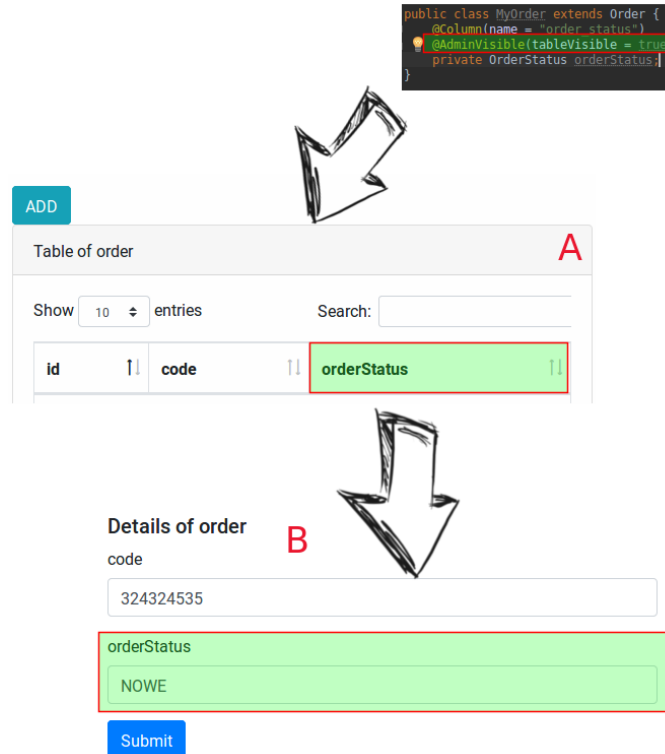 public class MyOrder extends Order {
@Column(name = "order_status")
@AdminVisible(tableVisible = true
private OrderStatus orderStatus;
}
ADD
Table of order
A
Show 10 entries
Search:
id
code
orderStatus
Details of order
B
code
324324535
orderStatus
NOWE
Submit